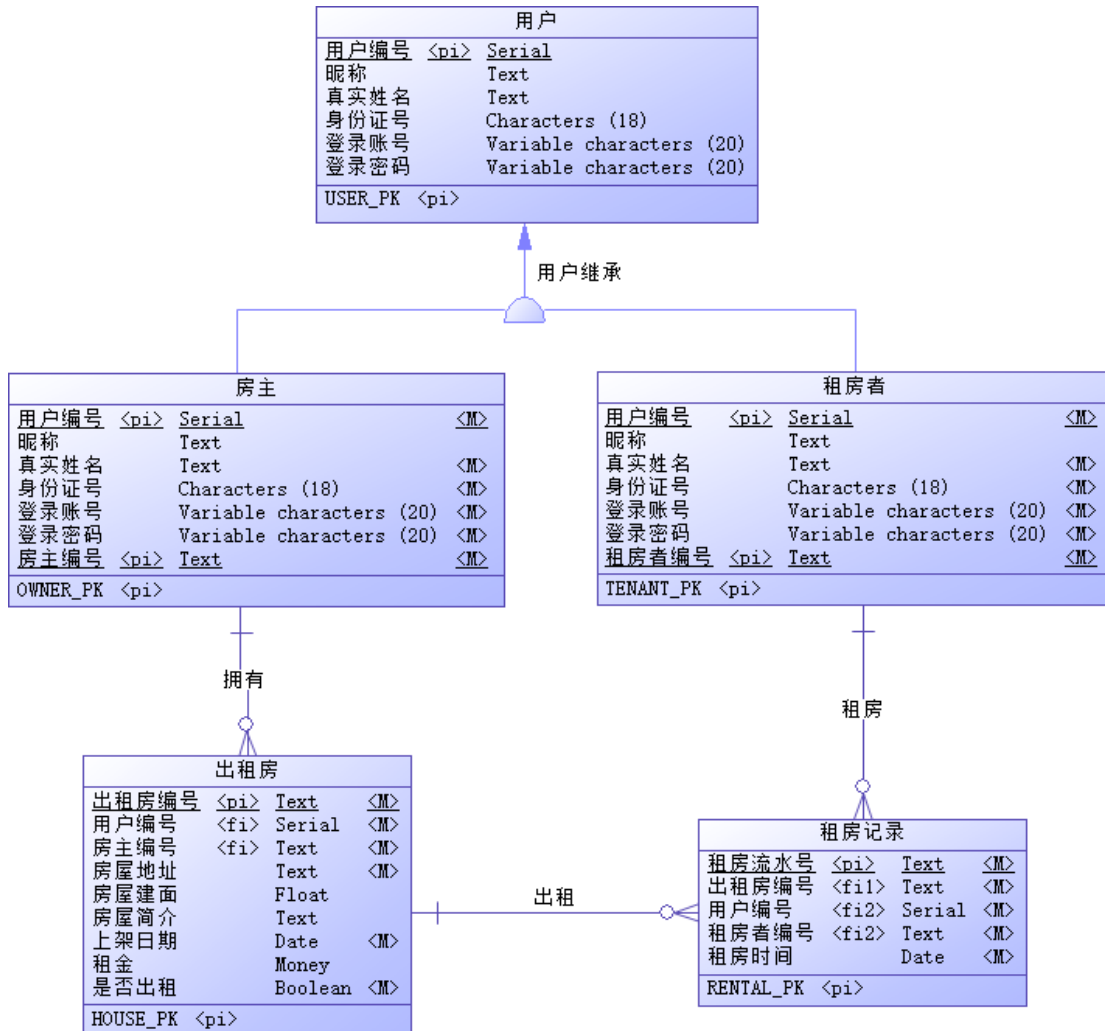 用户
用户编号 <pi> Serial
昵称 Text
真实姓名 Text
身份证号 Characters (18)
登录账号 Variable characters (20)
登录密码 Variable characters (20)
USER_PK <pi>
用户继承
房主
用户编号 <pi> Serial <M>
昵称 Text
真实姓名 Text <M>
身份证号 Characters (18) <M>
登录账号 Variable characters (20) <M>
登录密码 Variable characters (20) <M>
房主编号 <pi> Text <M>
OWNER_PK <pi>
租房者
用户编号 <pi> Serial <M>
昵称 Text
真实姓名 Text <M>
身份证号 Characters (18) <M>
登录账号 Variable characters (20) <M>
登录密码 Variable characters (20) <M>
租房者编号 <pi> Text <M>
TENANT_PK <pi>
拥有
租房
出租房
出租房编号 <pi> Text <M>
用户编号 <fi> Serial <M>
房主编号 <fi> Text <M>
房屋地址 Text <M>
房屋建面 Float
房屋简介 Text
上架日期 Date <M>
租金 Money
是否出租 Boolean <M>
HOUSE_PK <pi>
出租
租房记录
租房流水号 <pi> Text <M>
出租房编号 <fi1> Text <M>
用户编号 <fi2> Serial <M>
租房者编号 <fi2> Text <M>
租房时间 Date <M>
RENTAL_PK <pi>